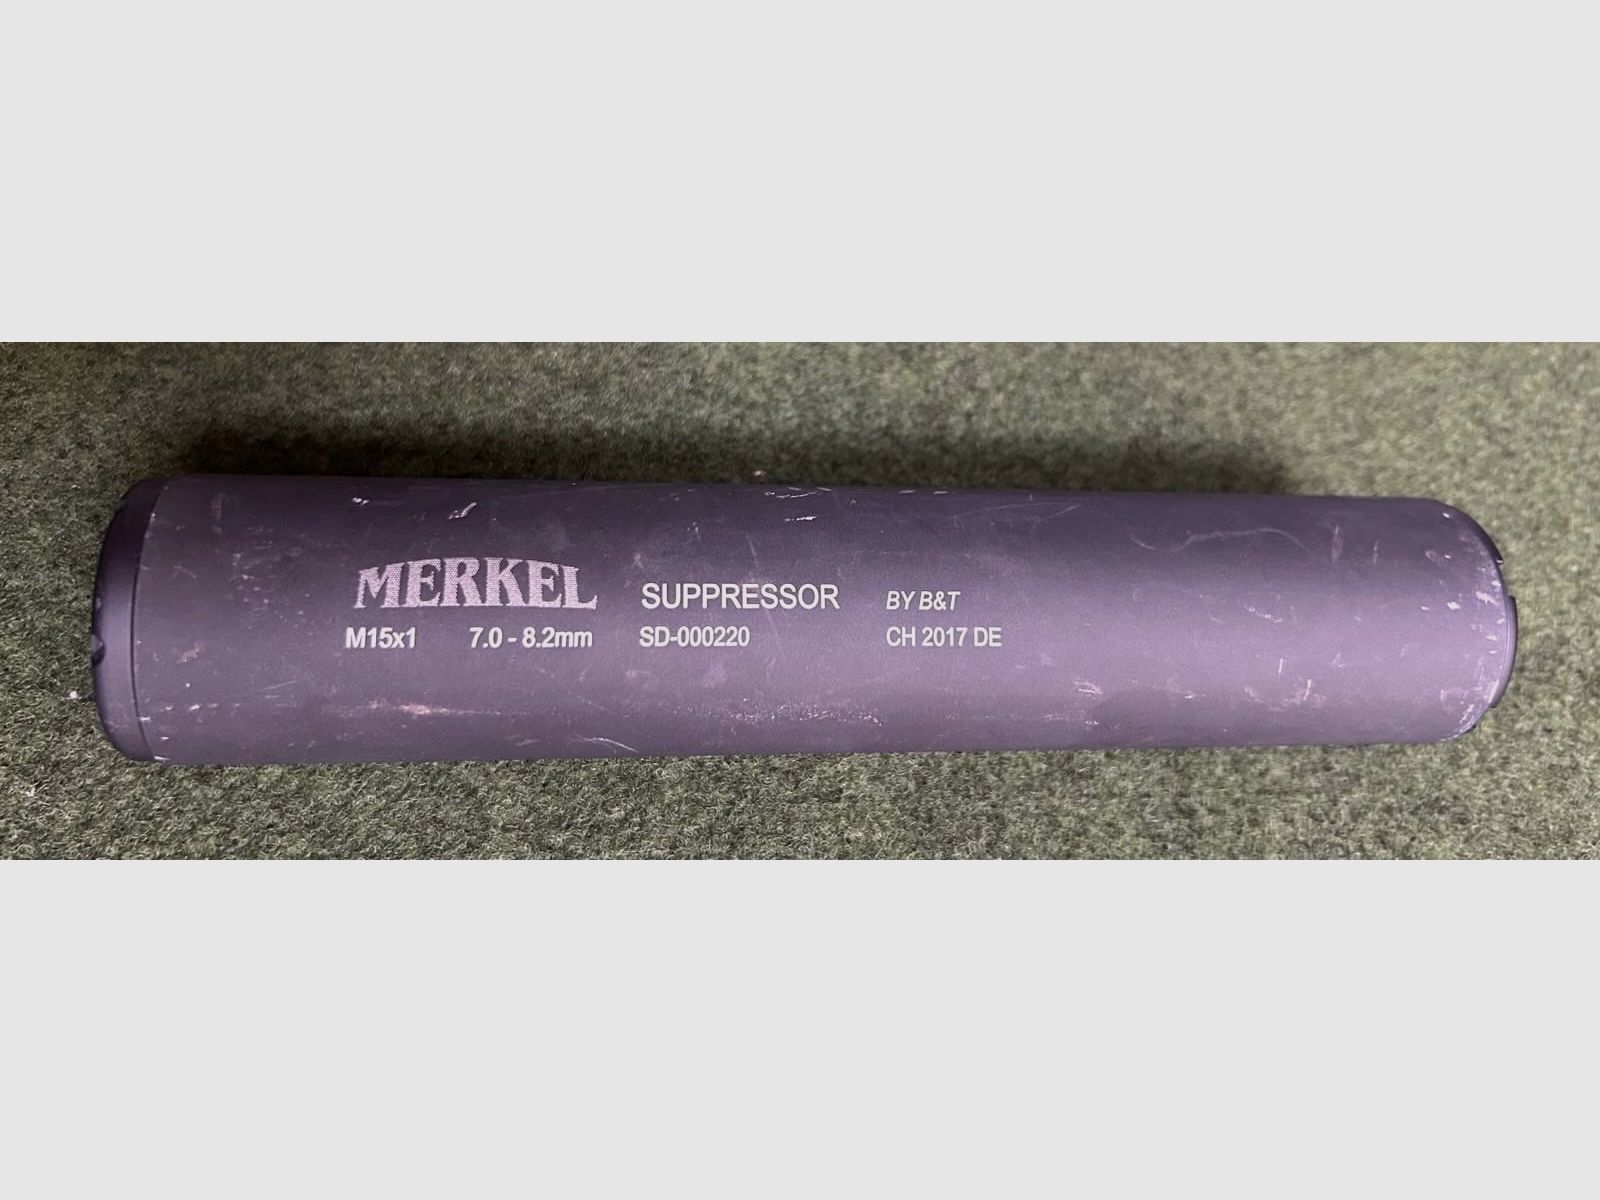 MERKEL SUPPRESSOR BY B&T
M15x1 7.0 - 8.2mm SD-000220 CH 2017 DE